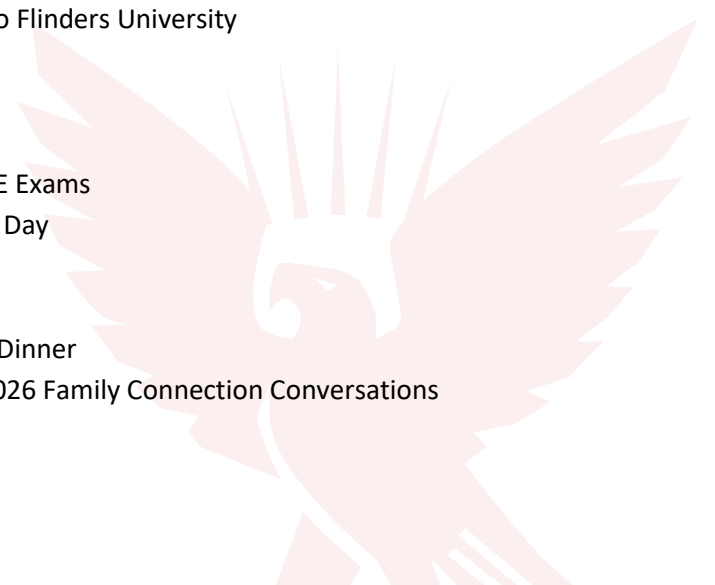 o Flinders University
E Exams
Day
Dinner
026 Family Connection Conversations